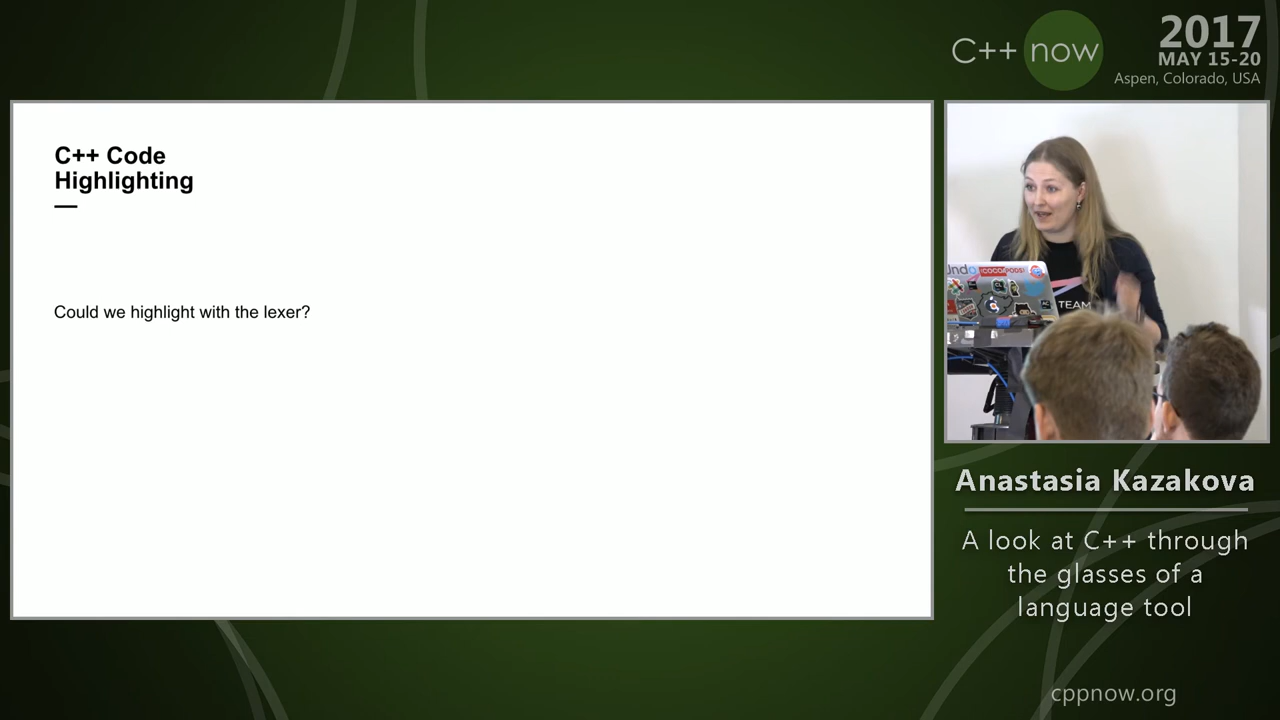 C++ now
2017
MAY 15-20
Aspen, Colorado, USA
C++ Code
Highlighting
Could we highlight with the lexer?
TEAM
Anastasia Kazakova
A look at C++ through
the glasses of a
language tool
cppnow.org